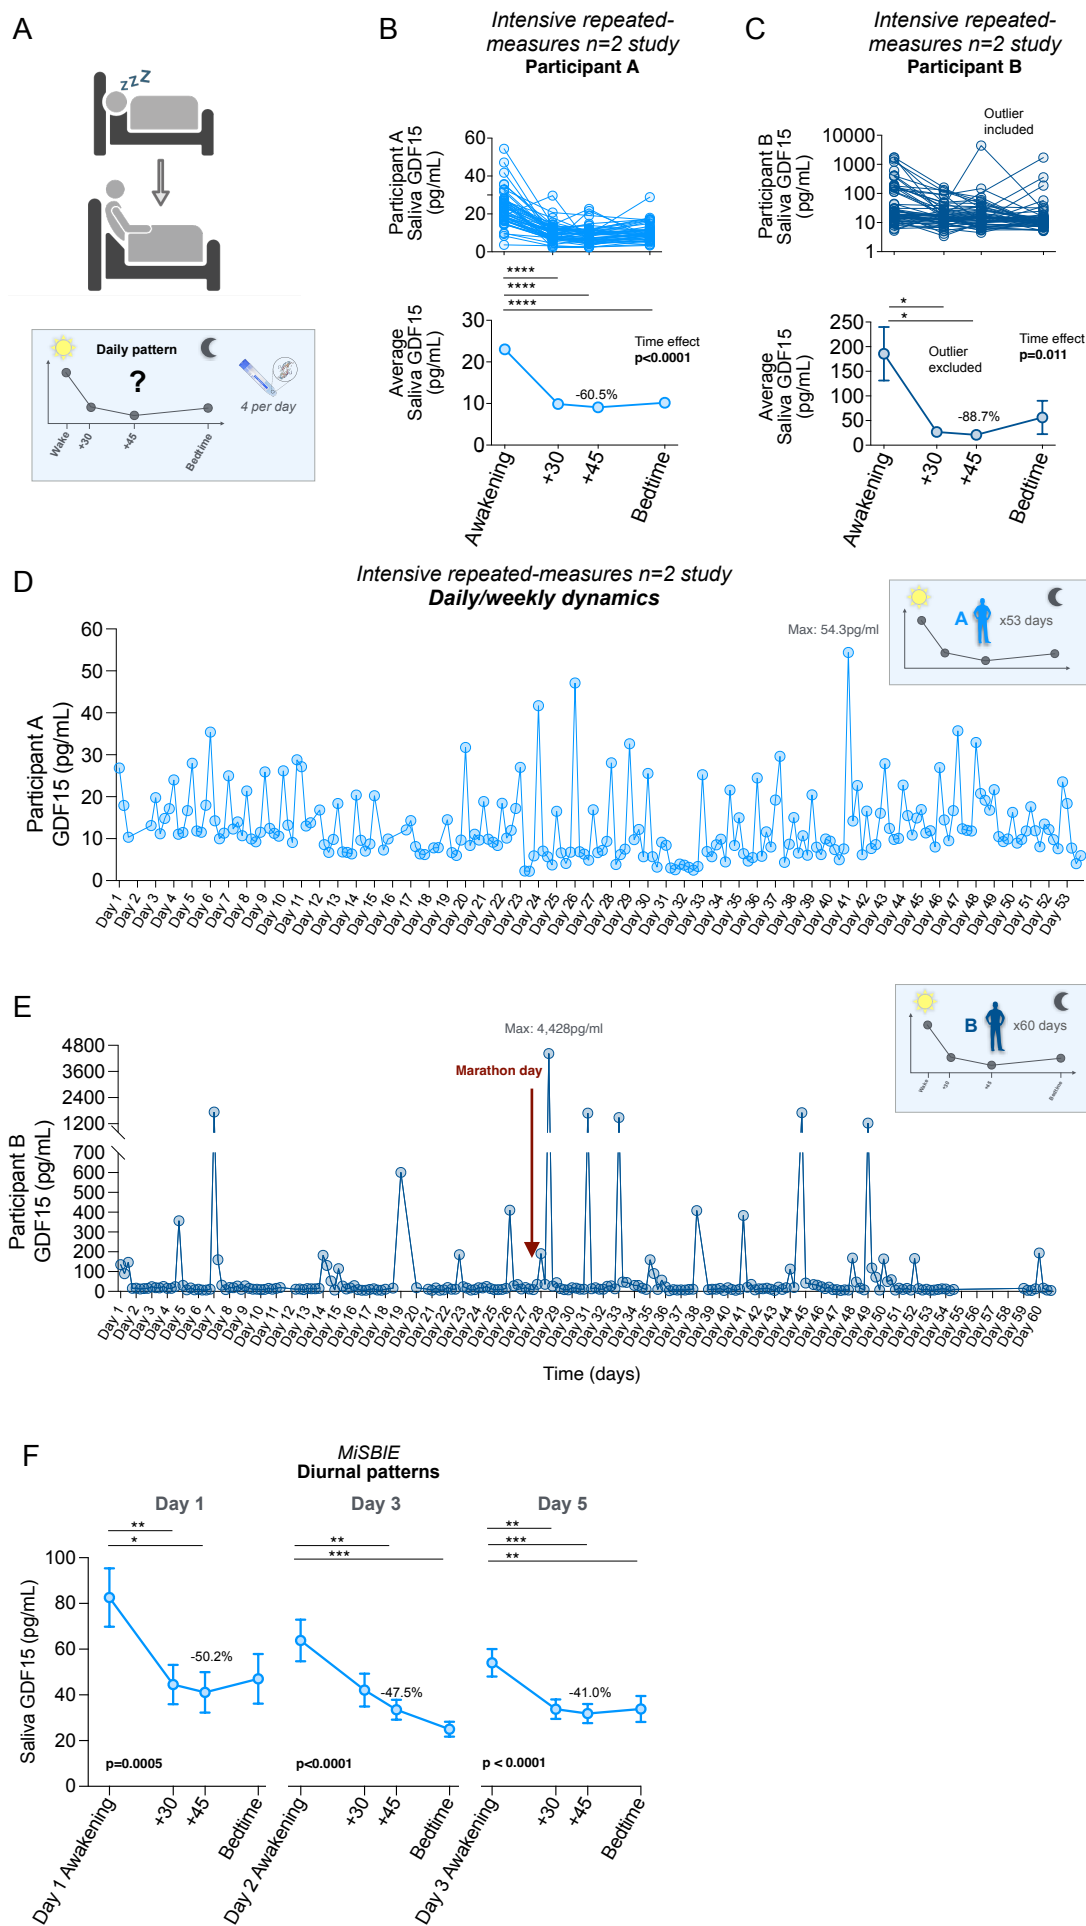 A
zzz
Daily pattern
?
4 per day
Wake
+30
+45
Bedtime
B
Intensive repeated-
measures n=2 study
Participant A
Participant A
Saliva GDF15
(pg/mL)
60
40
20
0
****
****
****
Average
Saliva GDF15
(pg/mL)
30
20
10
0
Time effect
p<0.0001
-60.5%
Awakening
+30
+45
Bedtime
C
Intensive repeated-
measures n=2 study
Participant B
Outlier
included
Participant B
Saliva GDF15
(pg/mL)
10000
1000
100
10
1
*
*
Average
Saliva GDF15
(pg/mL)
250
200
150
100
50
0
Outlier
excluded
Time effect
p=0.011
-88.7%
Awakening
+30
+45
Bedtime
D
Intensive repeated-measures n=2 study
Daily/weekly dynamics
A
x53 days
Max: 54.3pg/ml
Participant A
GDF15 (pg/mL)
60
50
40
30
20
10
0
Day 1
Day 2
Day 3
Day 4
Day 5
Day 6
Day 7
Day 8
Day 9
Day 10
Day 11
Day 12
Day 13
Day 14
Day 15
Day 16
Day 17
Day 18
Day 19
Day 20
Day 21
Day 22
Day 23
Day 24
Day 25
Day 26
Day 27
Day 28
Day 29
Day 30
Day 31
Day 32
Day 33
Day 34
Day 35
Day 36
Day 37
Day 38
Day 39
Day 40
Day 41
Day 42
Day 43
Day 44
Day 45
Day 46
Day 47
Day 48
Day 49
Day 50
Day 51
Day 52
Day 53
E
B
x60 days
Wake
+30
+45
Bedtime
Max: 4,428pg/ml
Marathon day
Participant B
GDF15 (pg/mL)
4800
3600
2400
1200
700
600
500
400
300
200
100
0
Day 1
Day 2
Day 3
Day 4
Day 5
Day 6
Day 7
Day 8
Day 9
Day 10
Day 11
Day 12
Day 13
Day 14
Day 15
Day 16
Day 17
Day 18
Day 19
Day 20
Day 21
Day 22
Day 23
Day 24
Day 25
Day 26
Day 27
Day 28
Day 29
Day 30
Day 31
Day 32
Day 33
Day 34
Day 35
Day 36
Day 37
Day 38
Day 39
Day 40
Day 41
Day 42
Day 43
Day 44
Day 45
Day 46
Day 47
Day 48
Day 49
Day 50
Day 51
Day 52
Day 53
Day 54
Day 55
Day 56
Day 57
Day 58
Day 59
Day 60
Time (days)
F
MiSBIE
Diurnal patterns
Day 1
Day 3
Day 5
**
*
**
***
**
***
**
Saliva GDF15 (pg/mL)
100
80
60
40
20
0
-50.2%
-47.5%
-41.0%
p=0.0005
p<0.0001
p < 0.0001
Day 1 Awakening
+30
+45
Bedtime
Day 2 Awakening
+30
+45
Bedtime
Day 3 Awakening
+30
+45
Bedtime